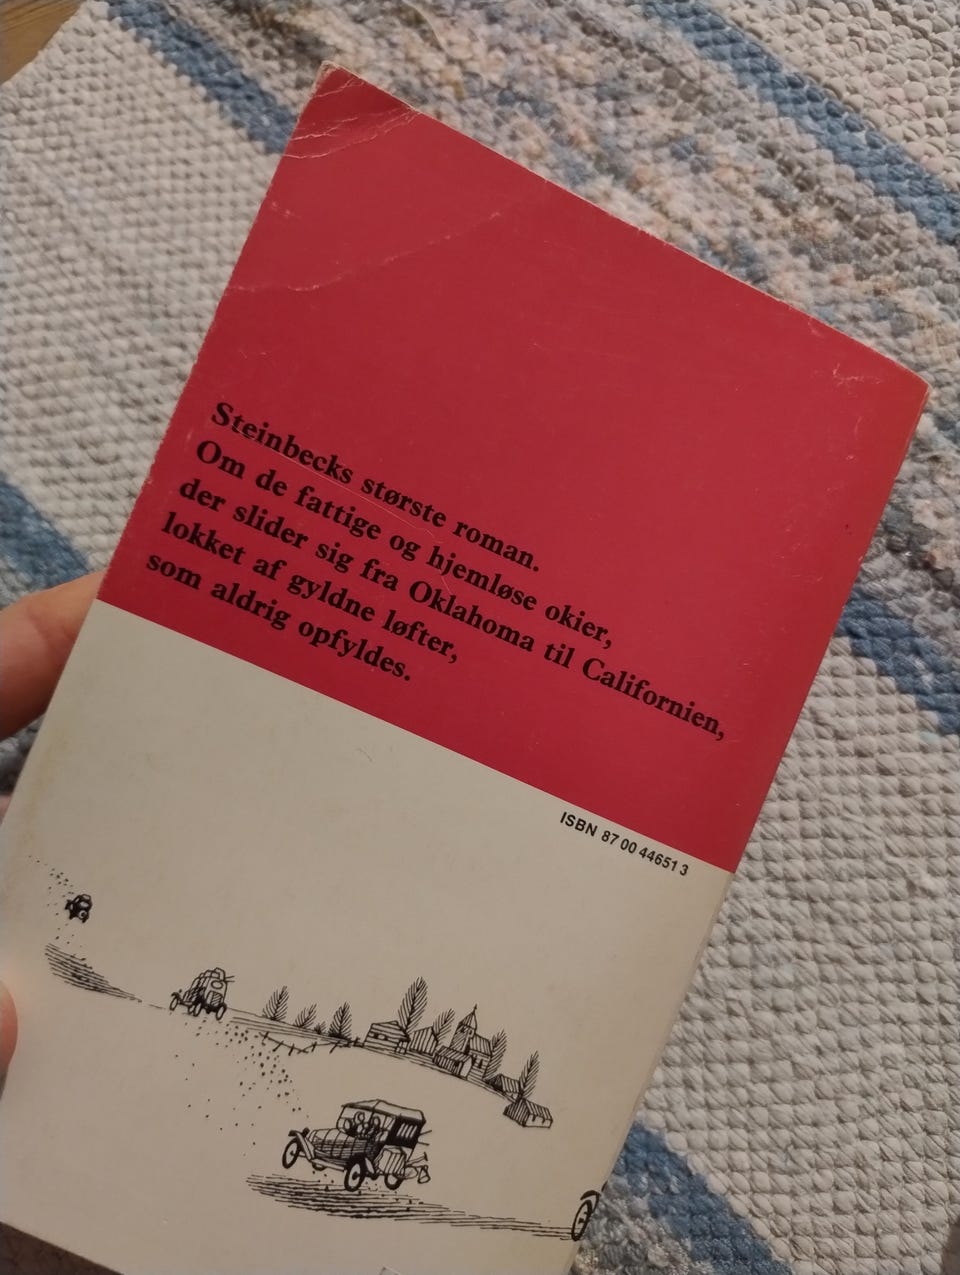 Steinbecks største roman.
Om de fattige og hjemløse okier,
der slider sig fra Oklahoma til Californien,
lokket af gyldne løfter,
som aldrig opfyldes.
ISBN 87 00 44651 3